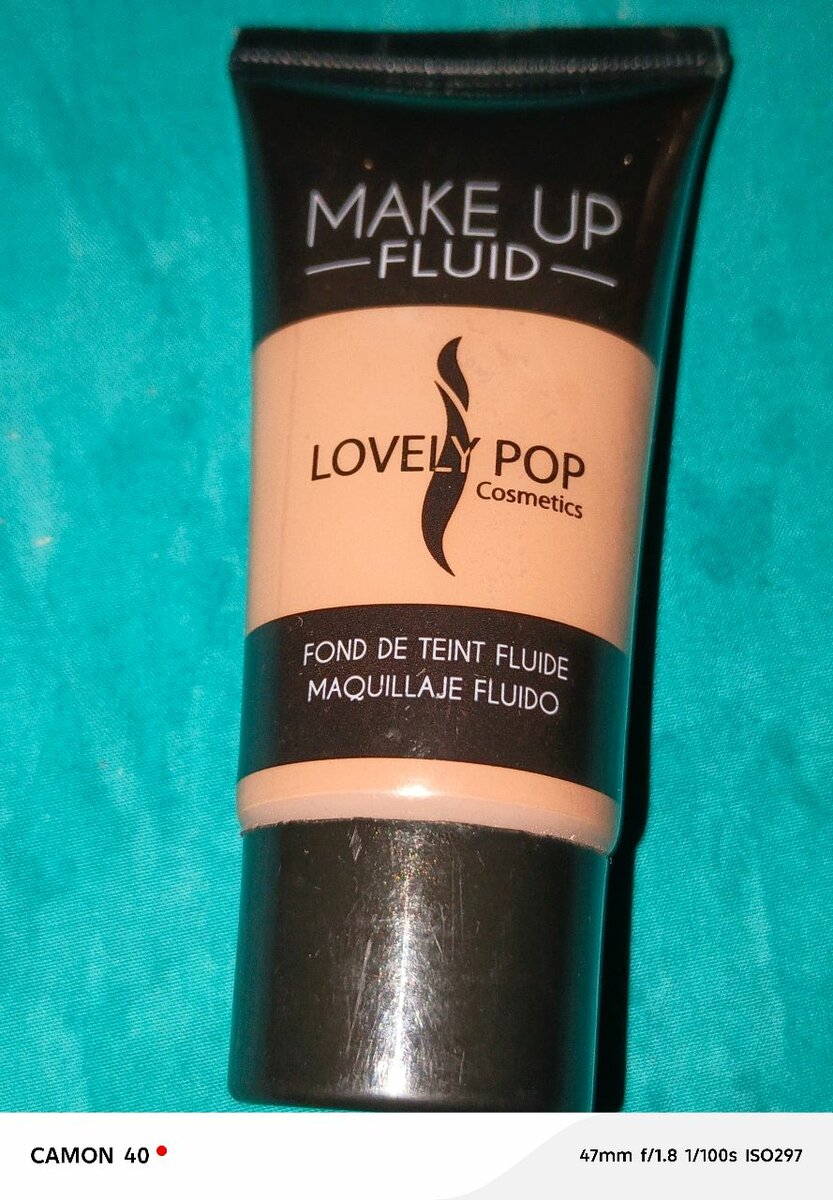 MAKE UP
FLUID
LOVELY POP
Cosmetics
FOND DE TEINT FLUIDE
MAQUILLAJE FLUIDO
CAMON 40
47mm f/1.8 1/100s ISO297